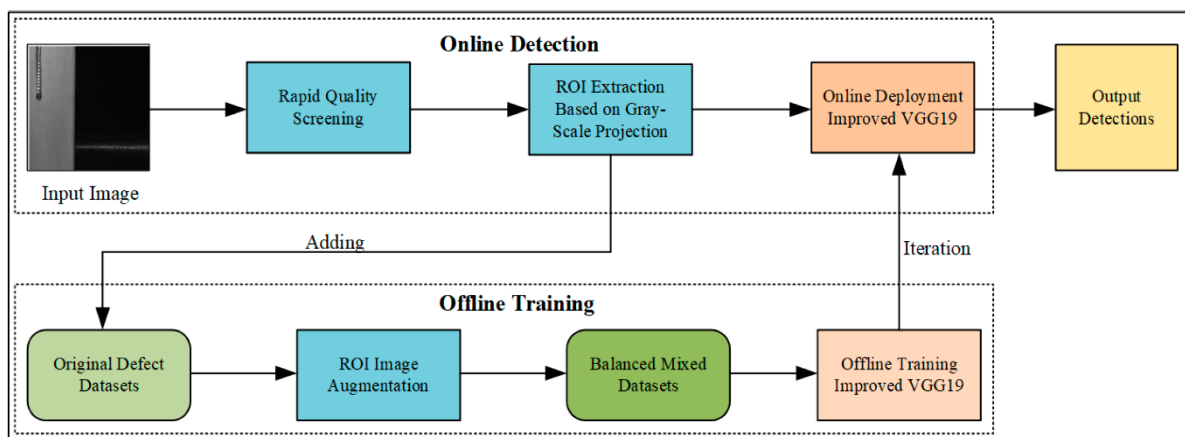 Online Detection
Input Image
Rapid Quality
Screening
ROI Extraction
Based on Gray-
Scale Projection
Online Deployment
Improved VGG19
Output
Detections
Adding
Iteration
Offline Training
Original Defect
Datasets
ROI Image
Augmentation
Balanced Mixed
Datasets
Offline Training
Improved VGG19